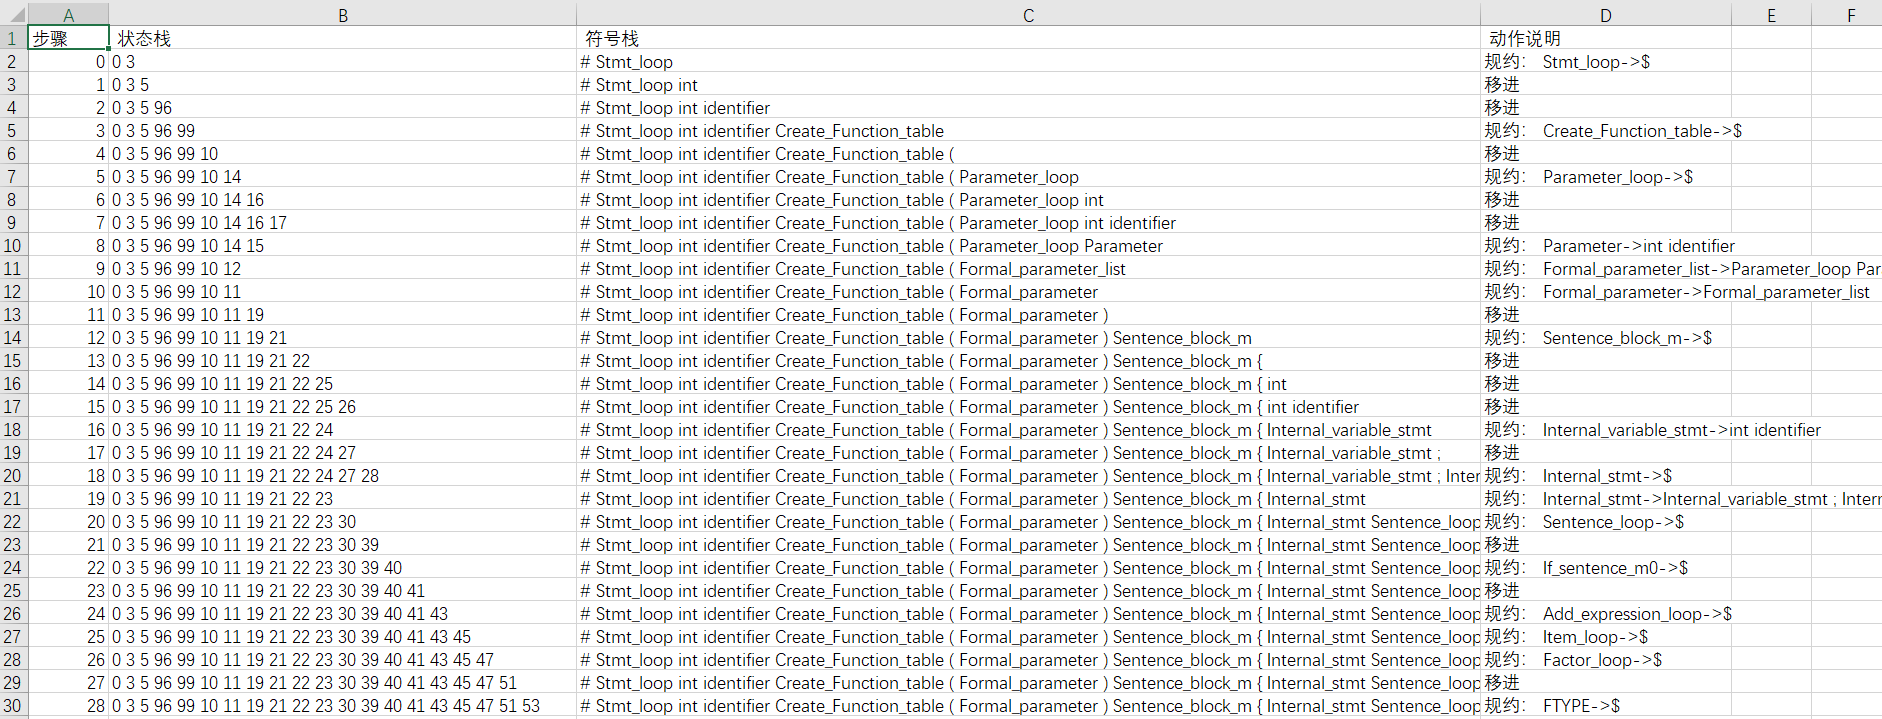 A B C D E F
1 步骤 状态栈 符号栈 动作说明
2 0 0 3 # Stmt_loop 规约： Stmt_loop->$
3 1 0 3 5 # Stmt_loop int 移进
4 2 0 3 5 96 # Stmt_loop int identifier 移进
5 3 0 3 5 96 99 # Stmt_loop int identifier Create_Function_table 规约： Create_Function_table->$
6 4 0 3 5 96 99 10 # Stmt_loop int identifier Create_Function_table ( 移进
7 5 0 3 5 96 99 10 14 # Stmt_loop int identifier Create_Function_table ( Parameter_loop 规约： Parameter_loop->$
8 6 0 3 5 96 99 10 14 16 # Stmt_loop int identifier Create_Function_table ( Parameter_loop int 移进
9 7 0 3 5 96 99 10 14 16 17 # Stmt_loop int identifier Create_Function_table ( Parameter_loop int identifier 移进
10 8 0 3 5 96 99 10 14 15 # Stmt_loop int identifier Create_Function_table ( Parameter_loop Parameter 规约： Parameter->int identifier
11 9 0 3 5 96 99 10 12 # Stmt_loop int identifier Create_Function_table ( Formal_parameter_list 规约： Formal_parameter_list->Parameter_loop Par
12 10 0 3 5 96 99 10 11 # Stmt_loop int identifier Create_Function_table ( Formal_parameter 规约： Formal_parameter->Formal_parameter_list
13 11 0 3 5 96 99 10 11 19 # Stmt_loop int identifier Create_Function_table ( Formal_parameter ) 移进
14 12 0 3 5 96 99 10 11 19 21 # Stmt_loop int identifier Create_Function_table ( Formal_parameter ) Sentence_block_m 规约： Sentence_block_m->$
15 13 0 3 5 96 99 10 11 19 21 22 # Stmt_loop int identifier Create_Function_table ( Formal_parameter ) Sentence_block_m { 移进
16 14 0 3 5 96 99 10 11 19 21 22 25 # Stmt_loop int identifier Create_Function_table ( Formal_parameter ) Sentence_block_m { int 移进
17 15 0 3 5 96 99 10 11 19 21 22 25 26 # Stmt_loop int identifier Create_Function_table ( Formal_parameter ) Sentence_block_m { int identifier 移进
18 16 0 3 5 96 99 10 11 19 21 22 24 # Stmt_loop int identifier Create_Function_table ( Formal_parameter ) Sentence_block_m { Internal_variable_stmt 规约： Internal_variable_stmt->int identifier
19 17 0 3 5 96 99 10 11 19 21 22 24 27 # Stmt_loop int identifier Create_Function_table ( Formal_parameter ) Sentence_block_m { Internal_variable_stmt ; 移进
20 18 0 3 5 96 99 10 11 19 21 22 24 27 28 # Stmt_loop int identifier Create_Function_table ( Formal_parameter ) Sentence_block_m { Internal_variable_stmt ; Inter 规约： Internal_stmt->$
21 19 0 3 5 96 99 10 11 19 21 22 23 # Stmt_loop int identifier Create_Function_table ( Formal_parameter ) Sentence_block_m { Internal_stmt 规约： Internal_stmt->Internal_variable_stmt ; Intern
22 20 0 3 5 96 99 10 11 19 21 22 23 30 # Stmt_loop int identifier Create_Function_table ( Formal_parameter ) Sentence_block_m { Internal_stmt Sentence_loop 规约： Sentence_loop->$
23 21 0 3 5 96 99 10 11 19 21 22 23 30 39 # Stmt_loop int identifier Create_Function_table ( Formal_parameter ) Sentence_block_m { Internal_stmt Sentence_loop 移进
24 22 0 3 5 96 99 10 11 19 21 22 23 30 39 40 # Stmt_loop int identifier Create_Function_table ( Formal_parameter ) Sentence_block_m { Internal_stmt Sentence_loop 规约： If_sentence_m0->$
25 23 0 3 5 96 99 10 11 19 21 22 23 30 39 40 41 # Stmt_loop int identifier Create_Function_table ( Formal_parameter ) Sentence_block_m { Internal_stmt Sentence_loop 移进
26 24 0 3 5 96 99 10 11 19 21 22 23 30 39 40 41 43 # Stmt_loop int identifier Create_Function_table ( Formal_parameter ) Sentence_block_m { Internal_stmt Sentence_loop 规约： Add_expression_loop->$
27 25 0 3 5 96 99 10 11 19 21 22 23 30 39 40 41 43 45 # Stmt_loop int identifier Create_Function_table ( Formal_parameter ) Sentence_block_m { Internal_stmt Sentence_loop 规约： Item_loop->$
28 26 0 3 5 96 99 10 11 19 21 22 23 30 39 40 41 43 45 47 # Stmt_loop int identifier Create_Function_table ( Formal_parameter ) Sentence_block_m { Internal_stmt Sentence_loop 规约： Factor_loop->$
29 27 0 3 5 96 99 10 11 19 21 22 23 30 39 40 41 43 45 47 51 # Stmt_loop int identifier Create_Function_table ( Formal_parameter ) Sentence_block_m { Internal_stmt Sentence_loop 移进
30 28 0 3 5 96 99 10 11 19 21 22 23 30 39 40 41 43 45 47 51 53 # Stmt_loop int identifier Create_Function_table ( Formal_parameter ) Sentence_block_m { Internal_stmt Sentence_loop 规约： FTYPE->$